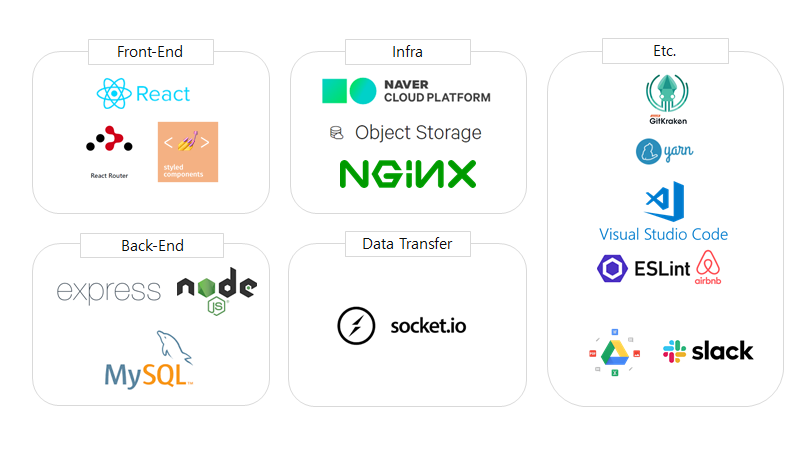 Front-End
React
React Router
< >
styled
components
Infra
NAVER
CLOUD PLATFORM
Object Storage
NGINX
Etc.
GitKraken
yarn
Visual Studio Code
ESLint
airbnb
slack
Back-End
express
node
JS
MySQL
Data Transfer
socket.io